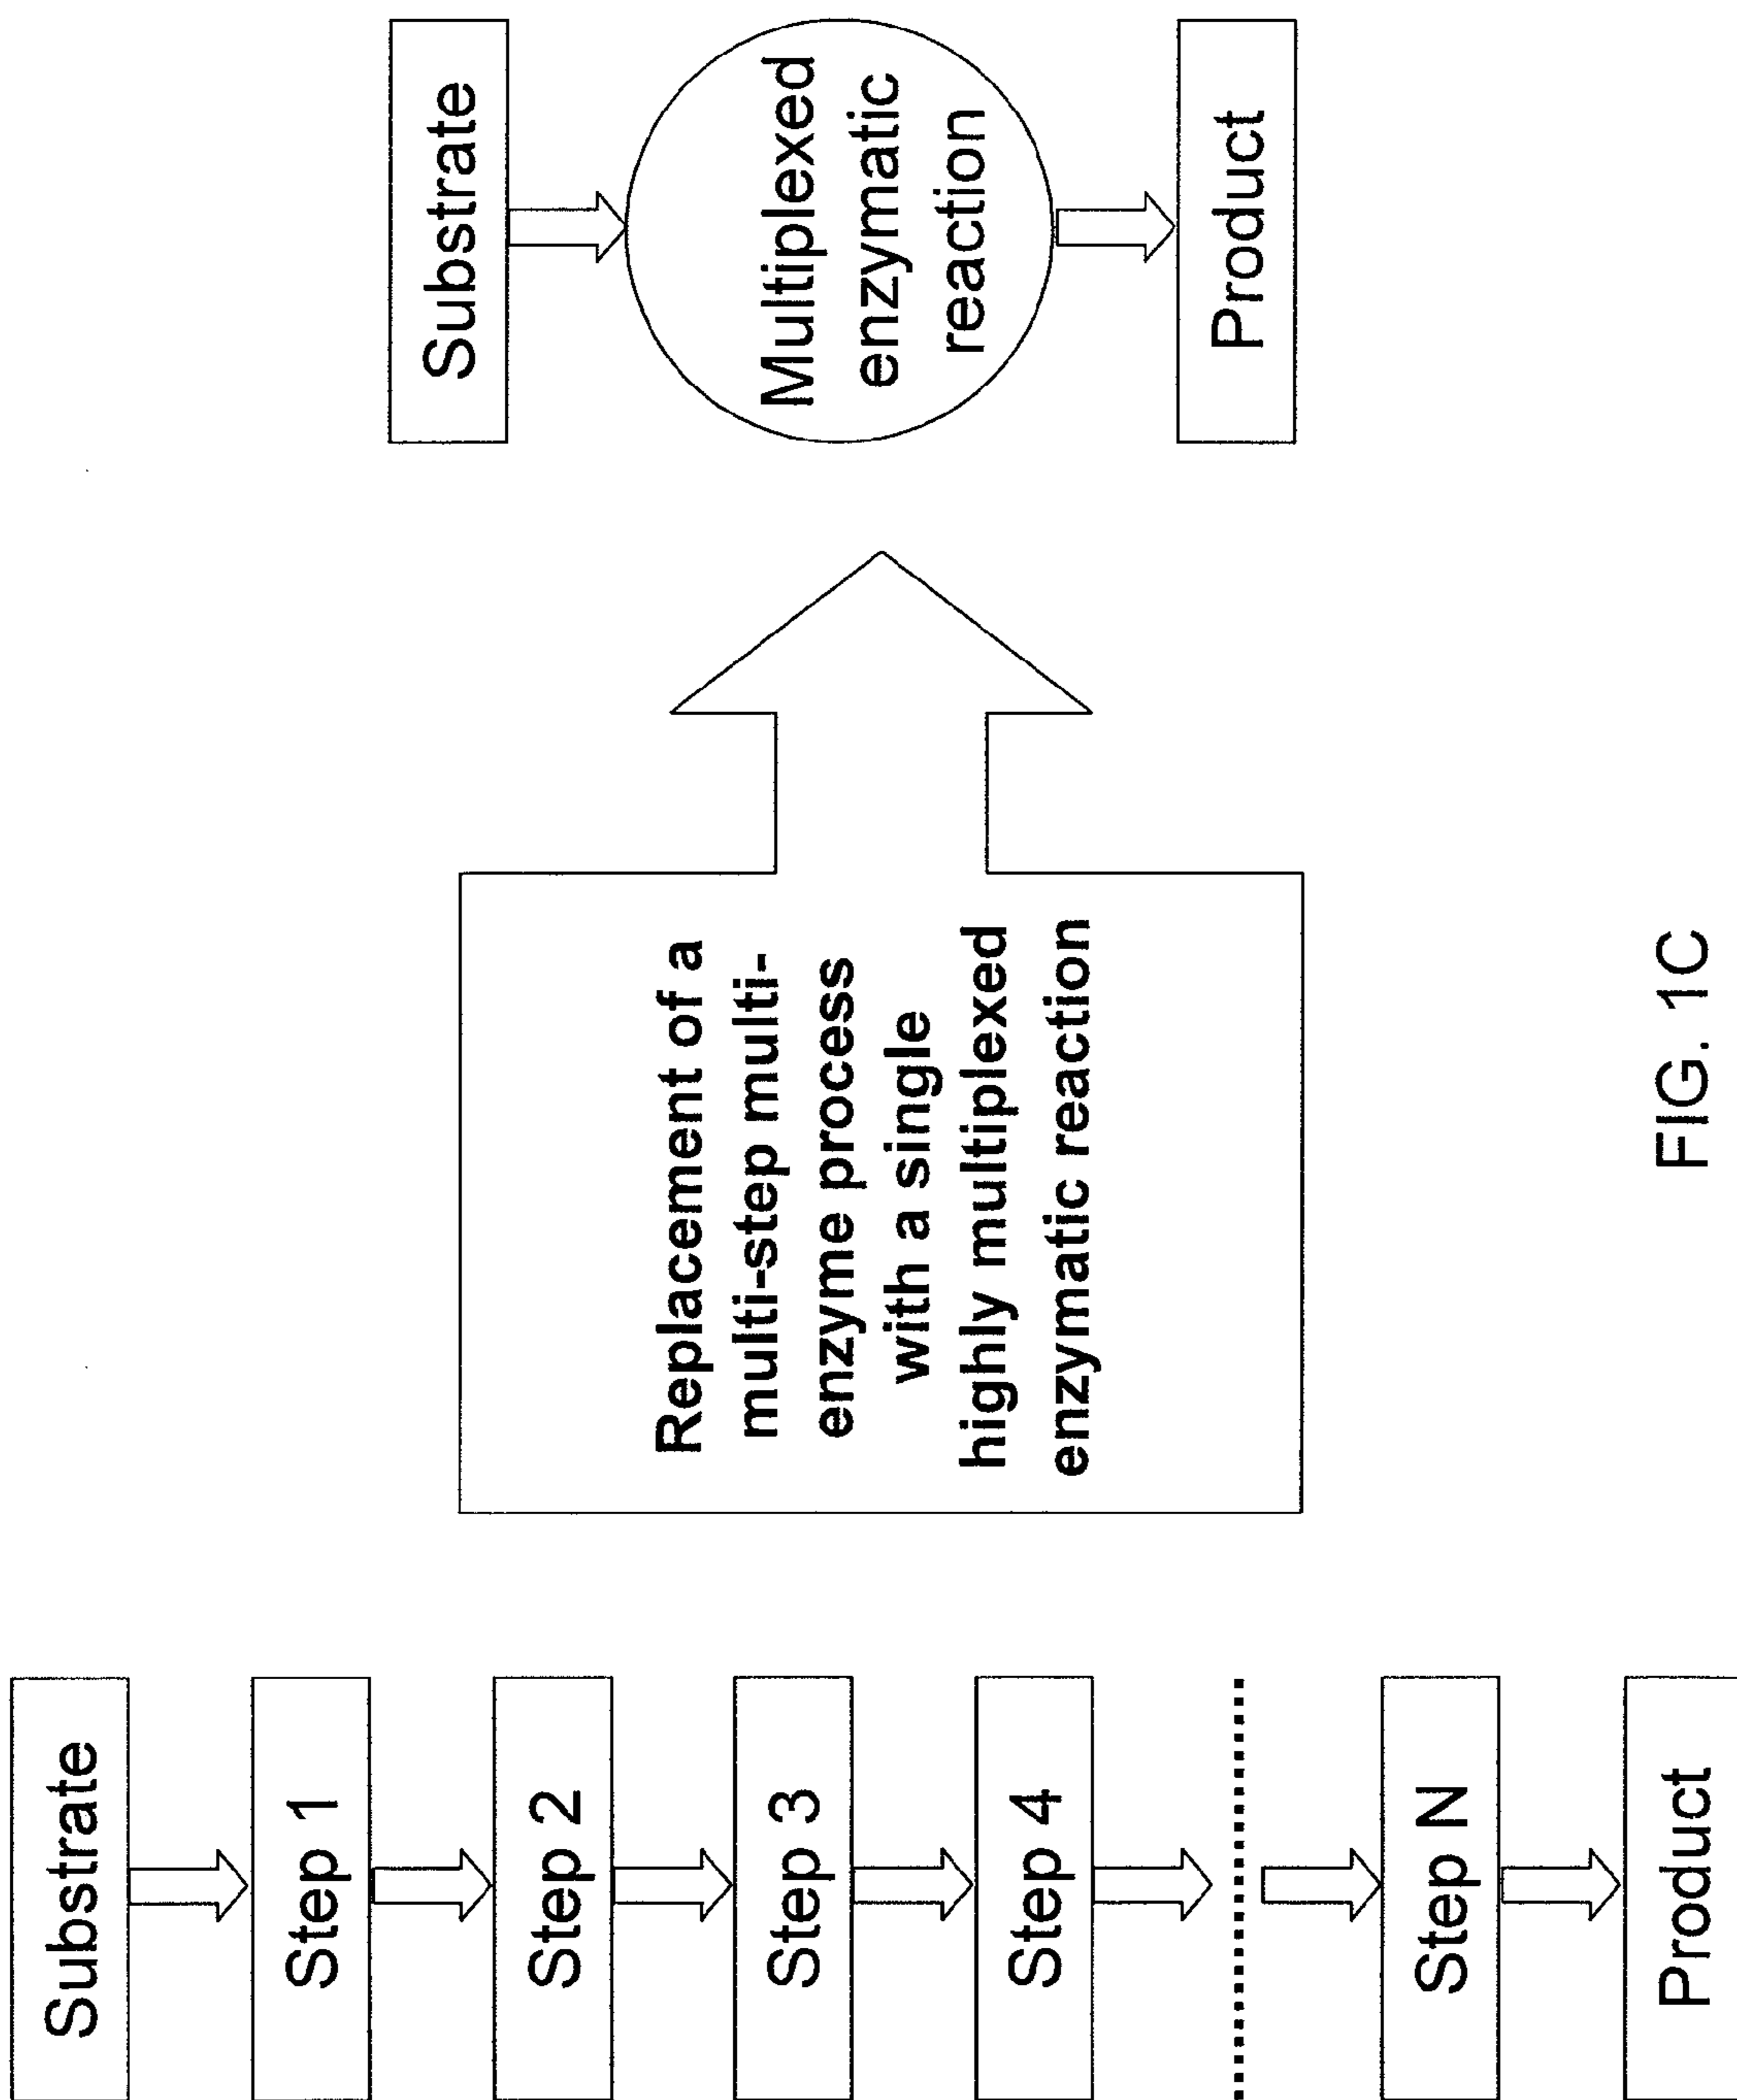 Substrate
Step 1
Step 2
Step 3
Step 4
Step N
Product
Replacement of a
multi-step multi-
enzyme process
with a single
highly multiplexed
enzymatic reaction
Substrate
Multiplexed
enzymatic
reaction
Product
FIG. 1C